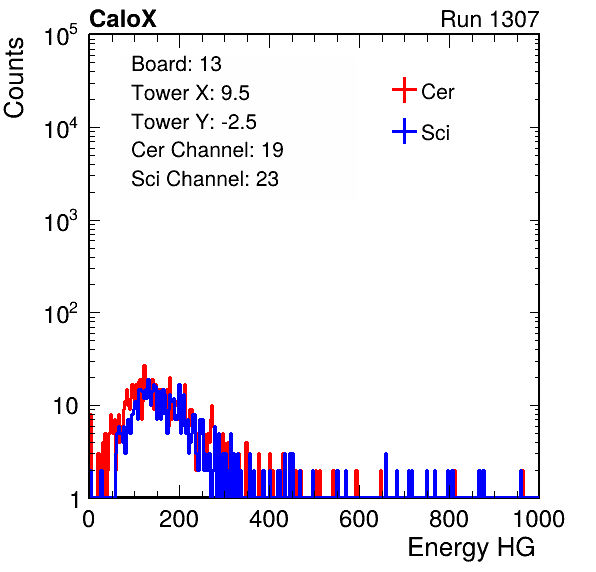 CaloX Run 1307
Counts
10^5
10^4
10^3
10^2
10
1
Board: 13
Tower X: 9.5
Tower Y: -2.5
Cer Channel: 19
Sci Channel: 23
Cer
Sci
0 200 400 600 800 1000
Energy HG